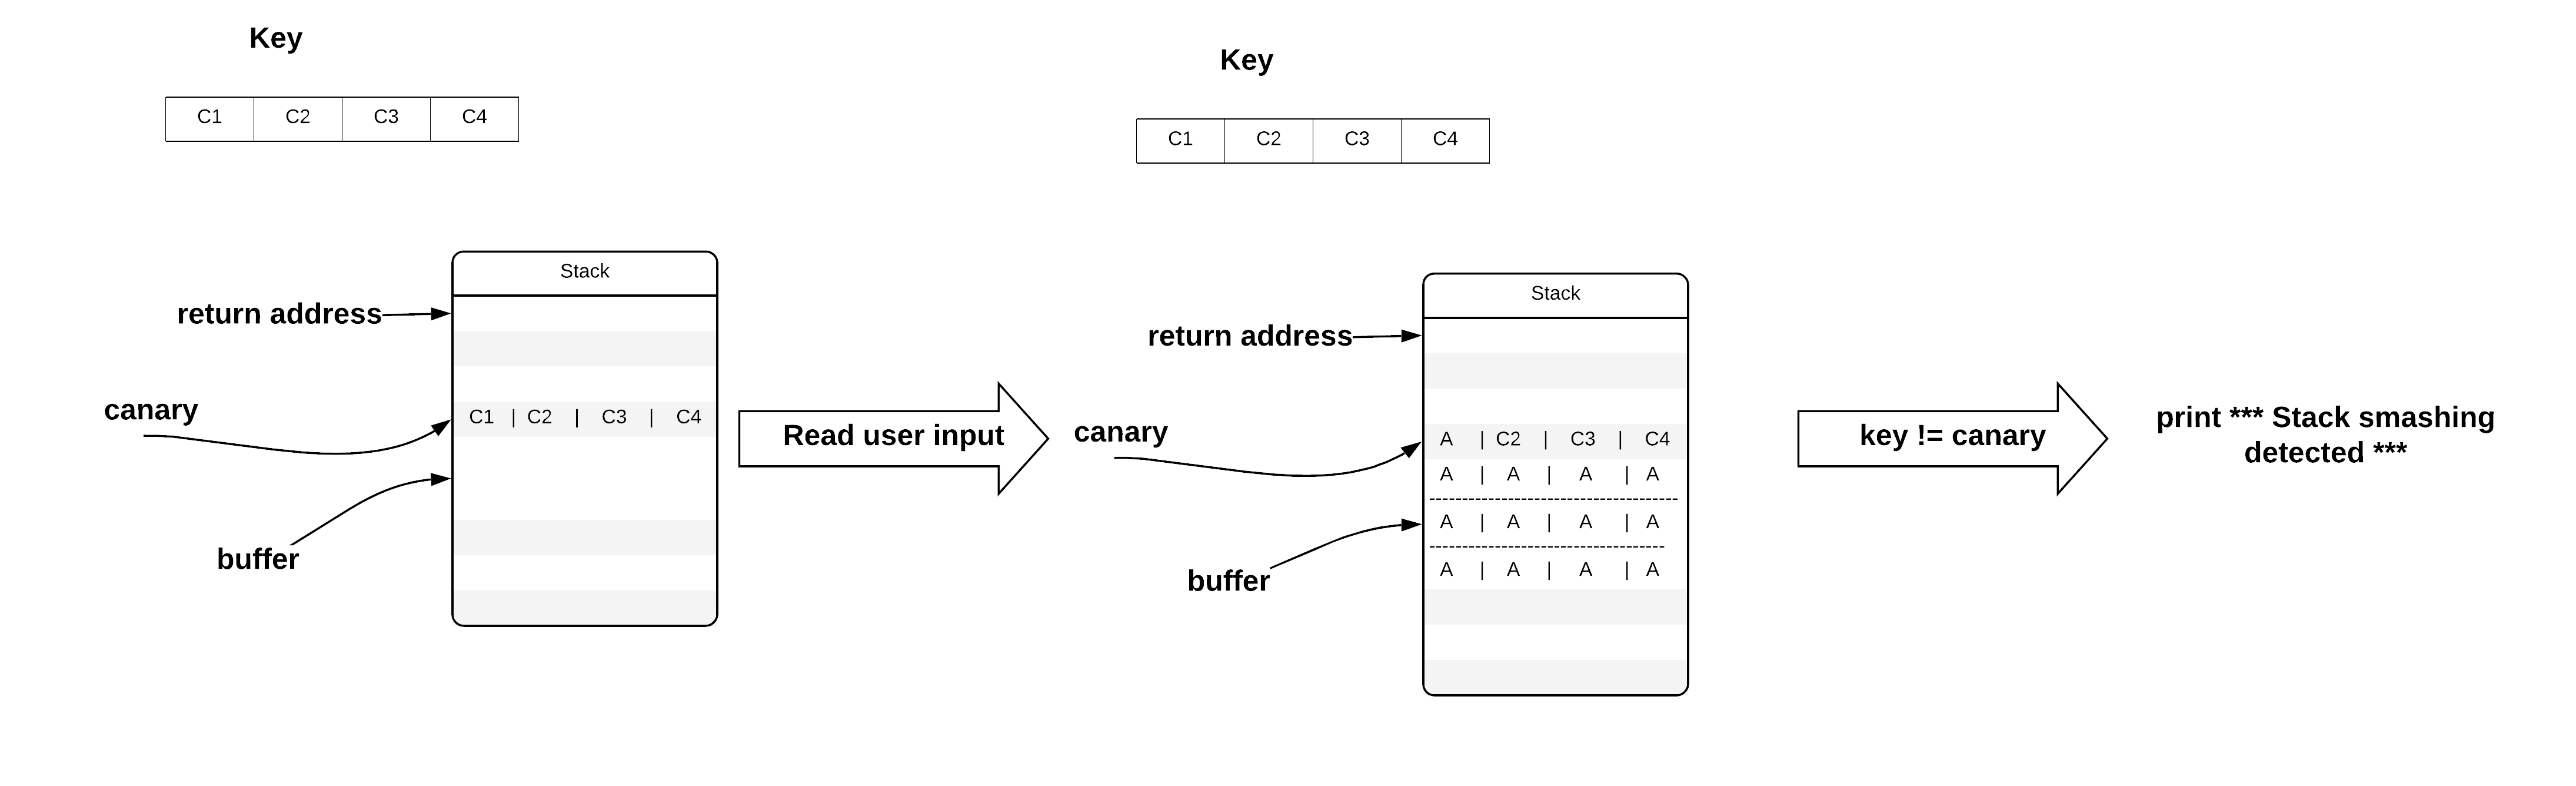 Key
C1 C2 C3 C4
Stack
return address
canary
C1 | C2 | C3 | C4
buffer
Read user input
Key
C1 C2 C3 C4
Stack
return address
canary
A | C2 | C3 | C4
A | A | A | A
A | A | A | A
A | A | A | A
buffer
key != canary
print *** Stack smashing
detected ***